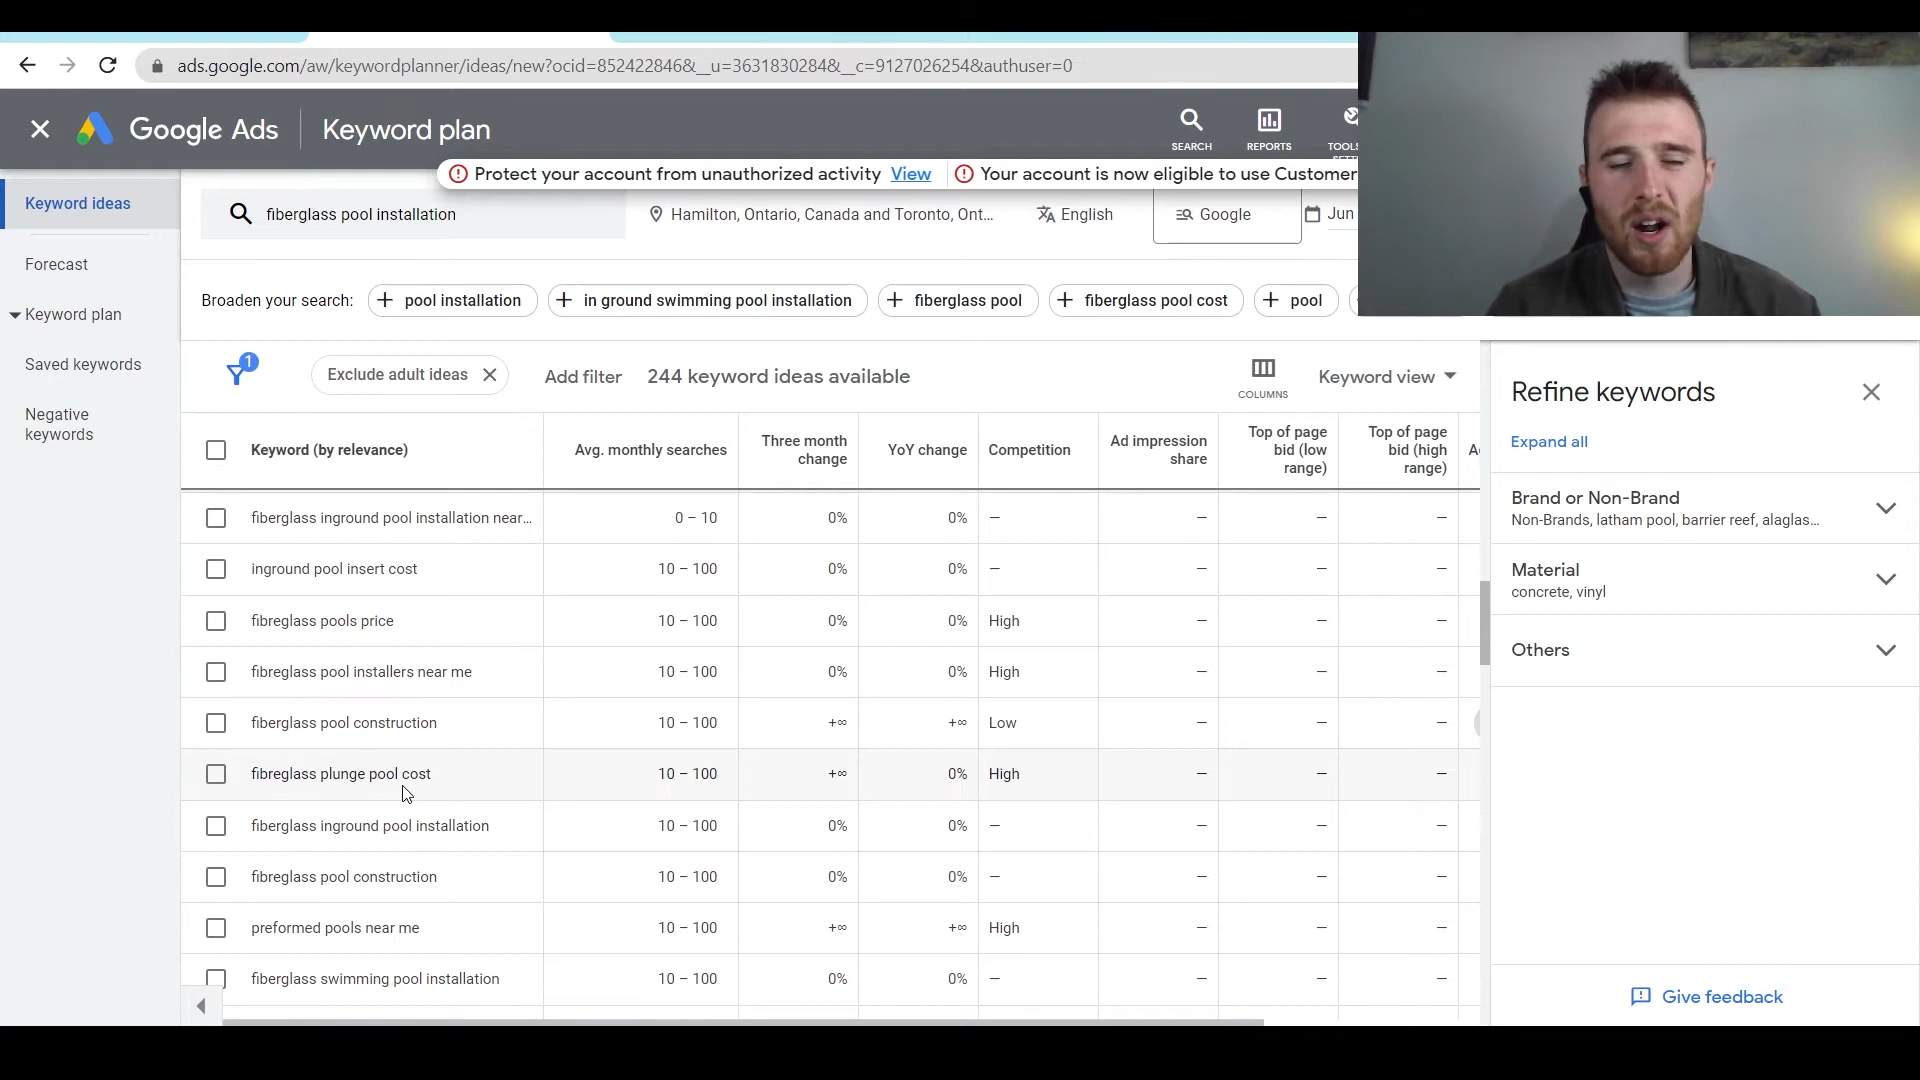 ads.google.com/aw/keywordplanner/ideas/new?ocid=852422846&__u=3631830284&__c=9127026254&authuser=0
Google Ads
Keyword plan
SEARCH
REPORTS
Protect your account from unauthorized activity View
Your account is now eligible to use Customer
Keyword ideas
Forecast
Keyword plan
Saved keywords
Negative
keywords
fiberglass pool installation
Hamilton, Ontario, Canada and Toronto, Ont...
English
Google
Jun
Broaden your search:
pool installation
in ground swimming pool installation
fiberglass pool
fiberglass pool cost
pool
1
Exclude adult ideas
Add filter
244 keyword ideas available
COLUMNS
Keyword view
Keyword (by relevance)
Avg. monthly searches
Three month
change
YoY change
Competition
Ad impression
share
Top of page
bid (low
range)
Top of page
bid (high
range)
fiberglass inground pool installation near... 0 – 10 0% 0% — — — —
inground pool insert cost 10 – 100 0% 0% — — — —
fibreglass pools price 10 – 100 0% 0% High — — —
fibreglass pool installers near me 10 – 100 0% 0% High — — —
fiberglass pool construction 10 – 100 +∞ +∞ Low — — —
fibreglass plunge pool cost 10 – 100 +∞ 0% High — — —
fiberglass inground pool installation 10 – 100 0% 0% — — — —
fibreglass pool construction 10 – 100 0% 0% — — — —
preformed pools near me 10 – 100 +∞ +∞ High — — —
fiberglass swimming pool installation 10 – 100 0% 0% — — — —
Refine keywords
Expand all
Brand or Non-Brand
Non-Brands, latham pool, barrier reef, alaglas...
Material
concrete, vinyl
Others
Give feedback